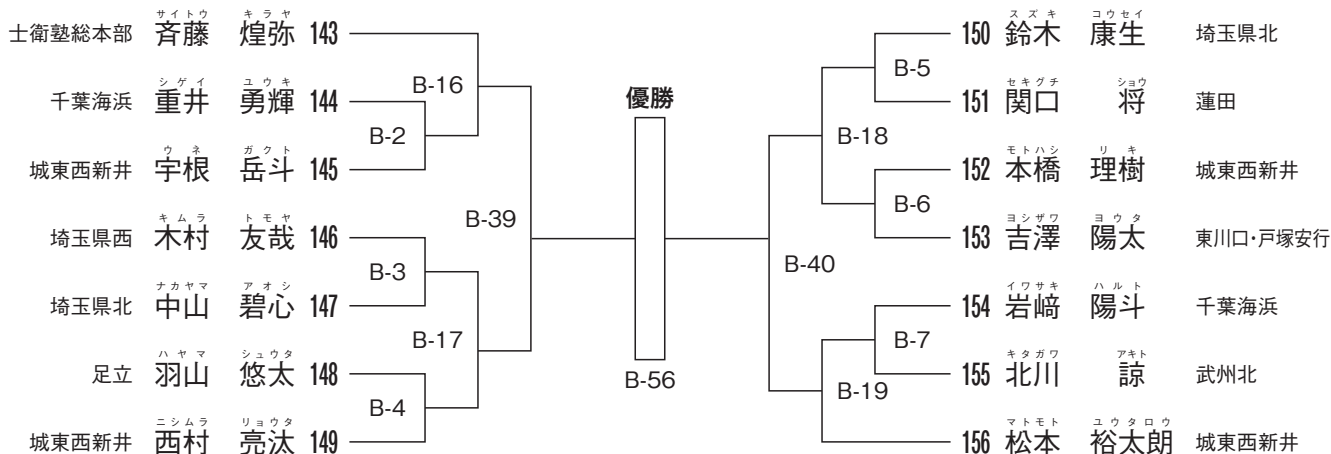 サイトウ キラヤ
士衛塾総本部 斉藤 煌弥 143
B-16
シゲイ ユウキ
千葉海浜 重井 勇輝 144
B-2
ウネ ガクト
城東西新井 宇根 岳斗 145
B-39
キムラ トモヤ
埼玉県西 木村 友哉 146
B-3
ナカヤマ アオシ
埼玉県北 中山 碧心 147
B-17
ハヤマ シュウタ
足立 羽山 悠太 148
B-4
ニシムラ リョウタ
城東西新井 西村 亮汰 149
優勝
B-56
スズキ コウセイ
150 鈴木 康生 埼玉県北
B-5
セキグチ ショウ
151 関口 将 蓮田
B-18
モトハシ リキ
152 本橋 理樹 城東西新井
B-6
ヨシザワ ヨウタ
153 吉澤 陽太 東川口・戸塚安行
B-40
イワサキ ハルト
154 岩﨑 陽斗 千葉海浜
B-7
キタガワ アキト
155 北川 諒 武州北
B-19
マトモト ユウタロウ
156 松本 裕太朗 城東西新井